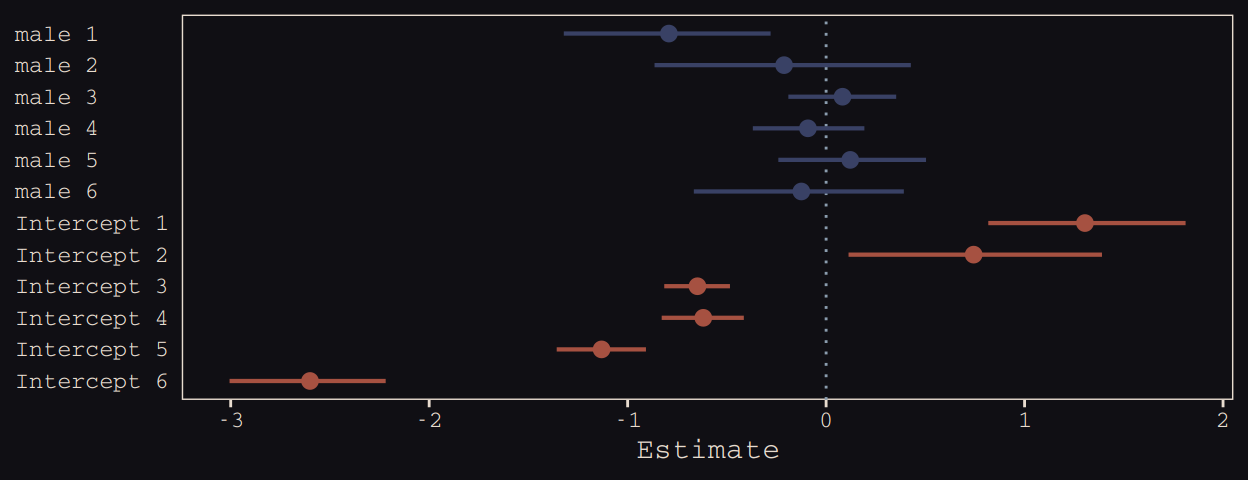 male 1
male 2
male 3
male 4
male 5
male 6
Intercept 1
Intercept 2
Intercept 3
Intercept 4
Intercept 5
Intercept 6
-3 -2 -1 0 1 2
Estimate